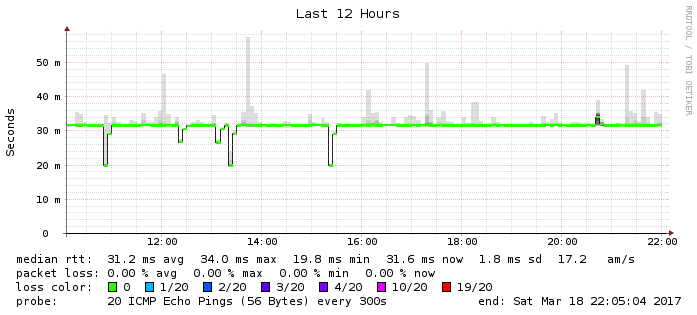 Last 12 Hours
RRDTOOL / TOBI OETIKER
Seconds
50 m
40 m
30 m
20 m
10 m
0
12:00 14:00 16:00 18:00 20:00 22:00
median rtt: 31.2 ms avg 34.0 ms max 19.8 ms min 31.6 ms now 1.8 ms sd 17.2 am/s
packet loss: 0.00 % avg 0.00 % max 0.00 % min 0.00 % now
loss color: 0 1/20 2/20 3/20 4/20 10/20 19/20
probe: 20 ICMP Echo Pings (56 Bytes) every 300s end: Sat Mar 18 22:05:04 2017